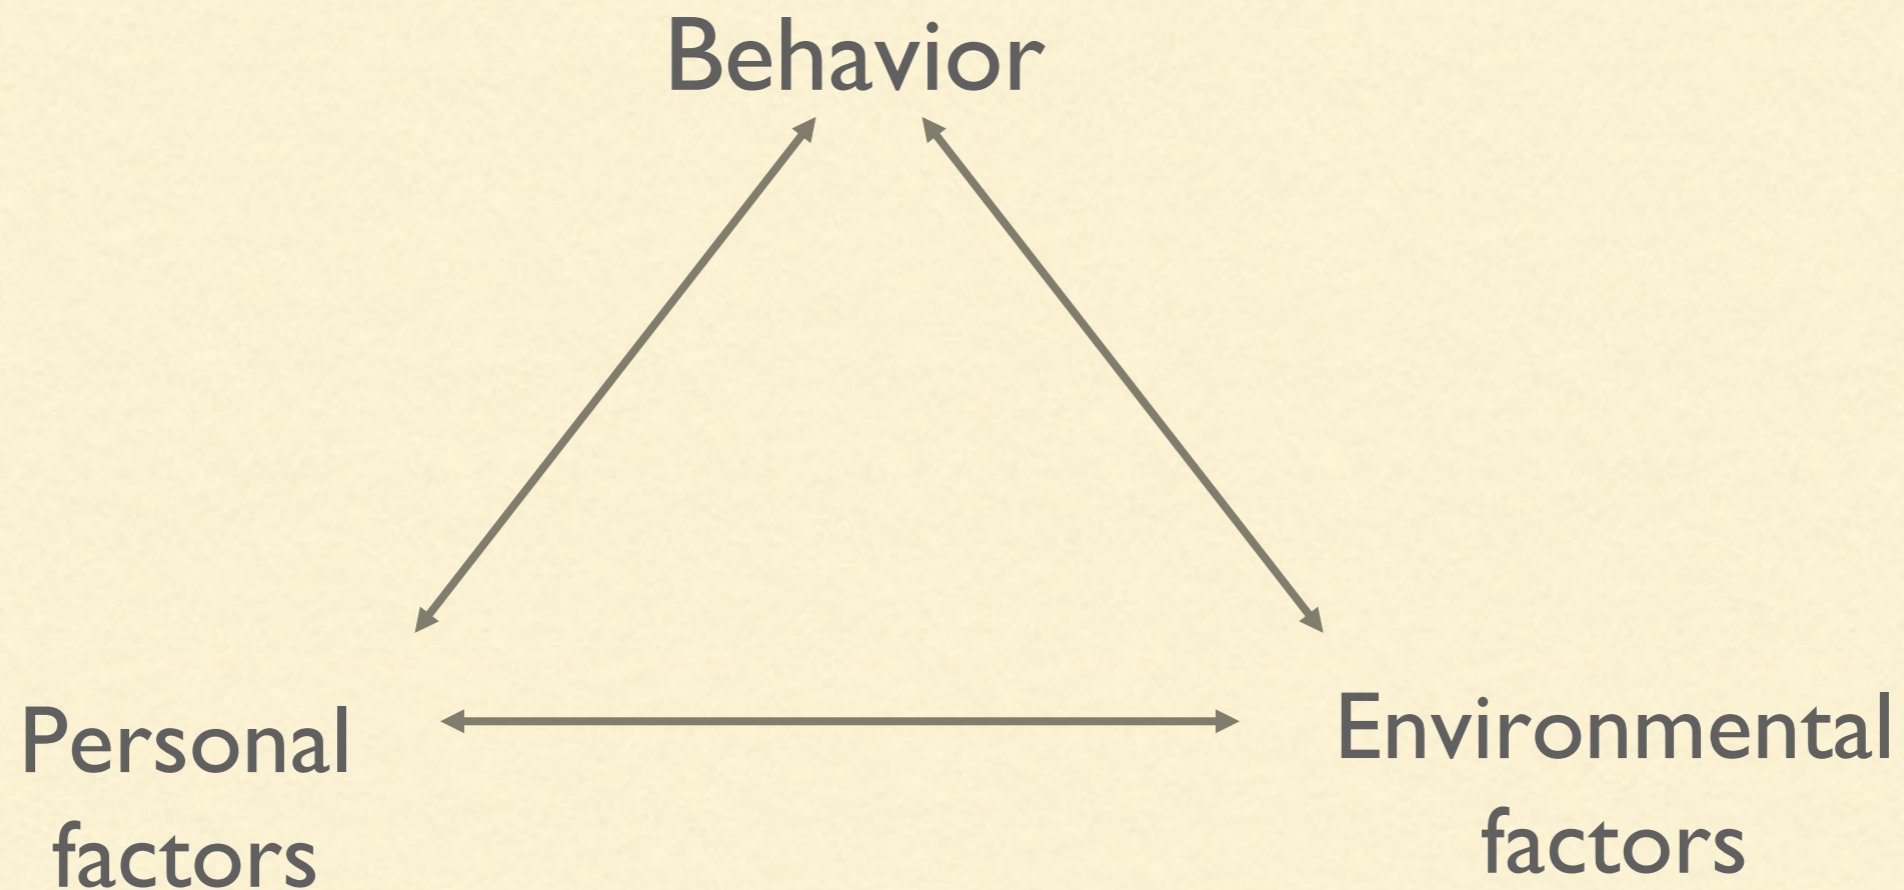 Behavior
Personal
factors
Environmental
factors